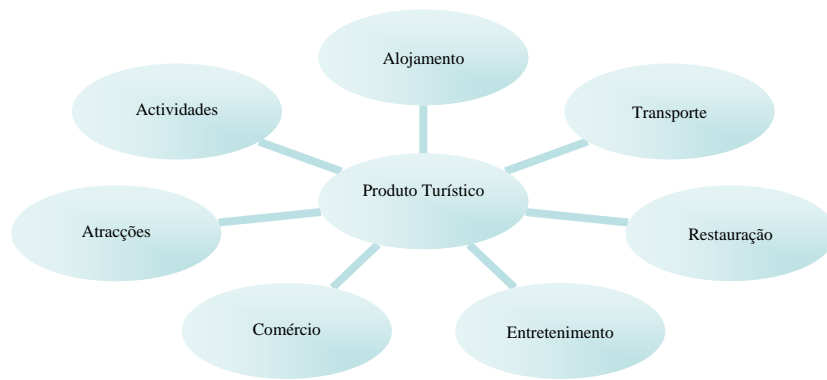 Alojamento
Actividades
Transporte
Produto Turístico
Atracções
Restauração
Comércio
Entretenimento